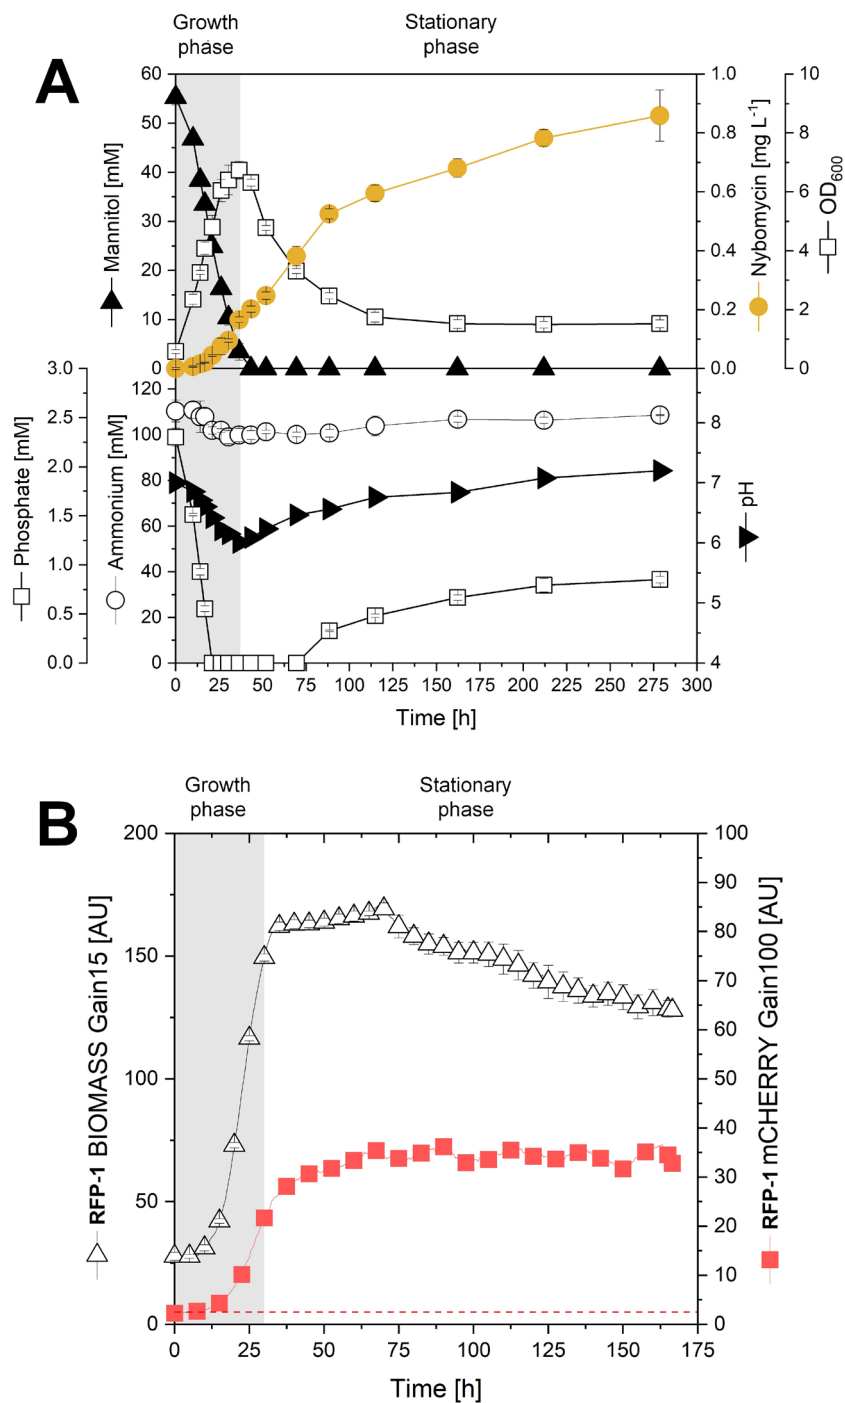 A
Growth
phase
Stationary
phase
60
50
40
30
20
10
0
Mannitol [mM]
1.0
0.8
0.6
0.4
0.2
0.0
Nybomycin [mg L-1]
10
8
6
4
2
0
OD600
3.0
2.5
2.0
1.5
1.0
0.5
0.0
Phosphate [mM]
120
100
80
60
40
20
0
Ammonium [mM]
8
7
6
5
4
pH
0 25 50 75 100 125 150 175 200 225 250 275 300
Time [h]
B
Growth
phase
Stationary
phase
200
150
100
50
0
RFP-1 BIOMASS Gain15 [AU]
100
90
80
70
60
50
40
30
20
10
0
RFP-1 mCHERRY Gain100 [AU]
0 25 50 75 100 125 150 175
Time [h]